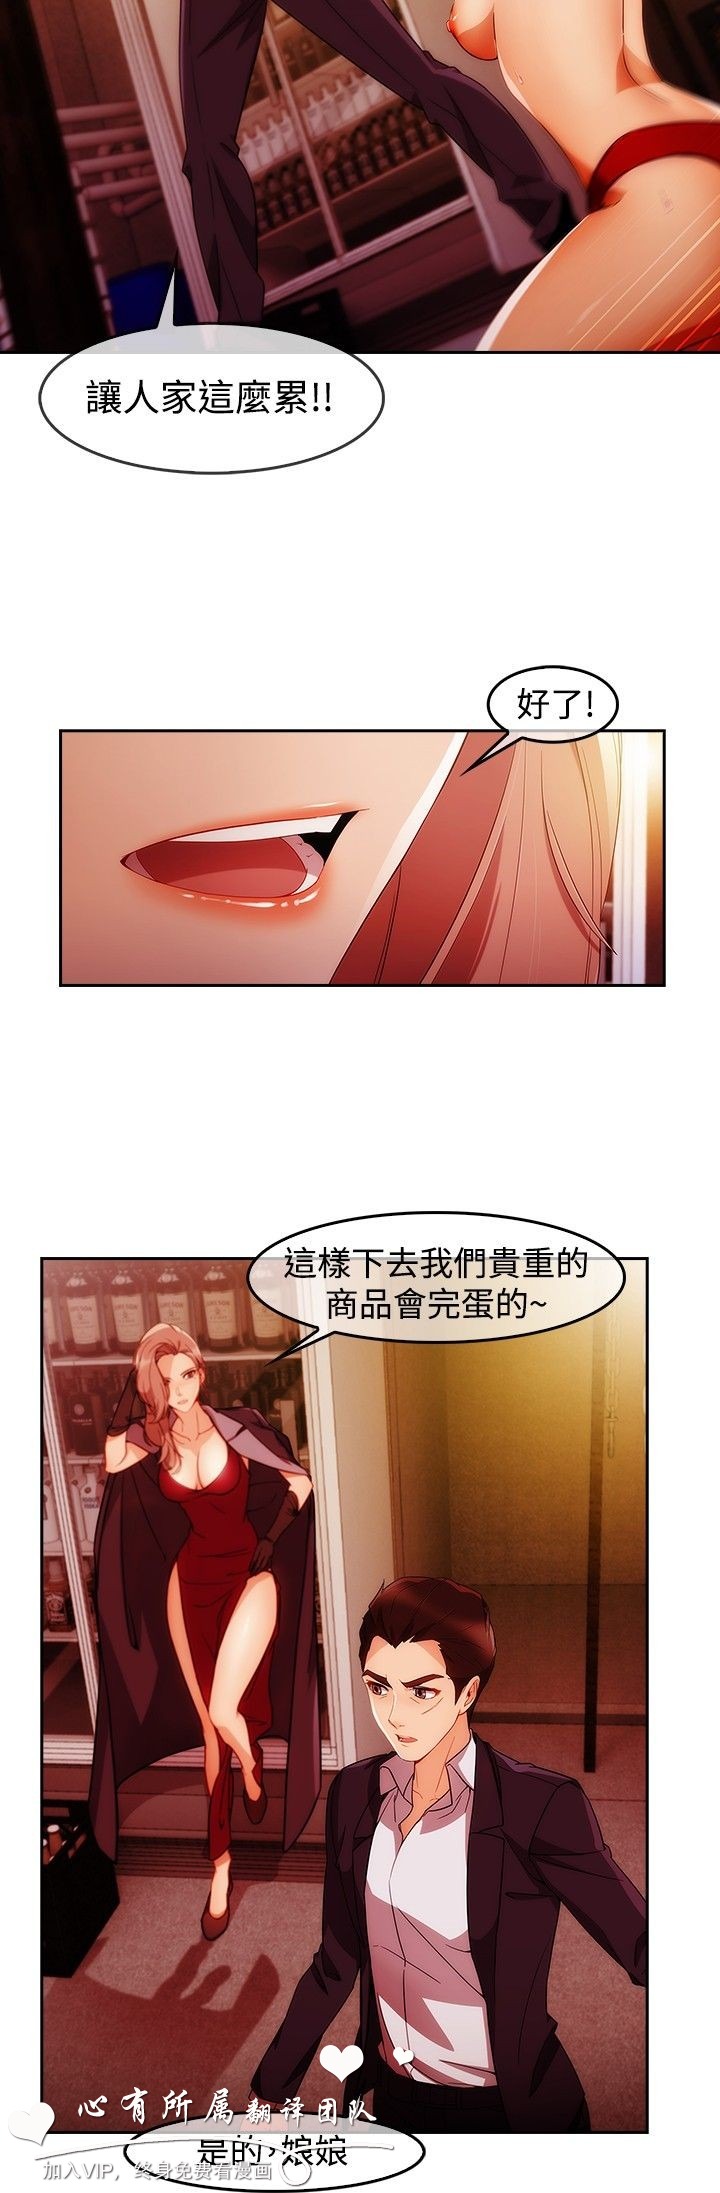 讓人家這麼累!!
好了!
這樣下去我們貴重的
商品會完蛋的~
心有所属翻译团队
是的,娘娘
加入VIP，终身免费看漫画